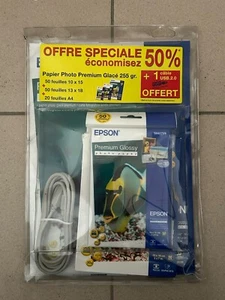 OFFRE SPECIALE
économisez 50%
Papier Photo Premium Glacé 255 gr.
50 feuilles 10 x 15
50 feuilles 13 x 18
20 feuilles A4
+ 1 câble
USB 2.0
OFFERT
EPSON
Premium Glossy
EPSON